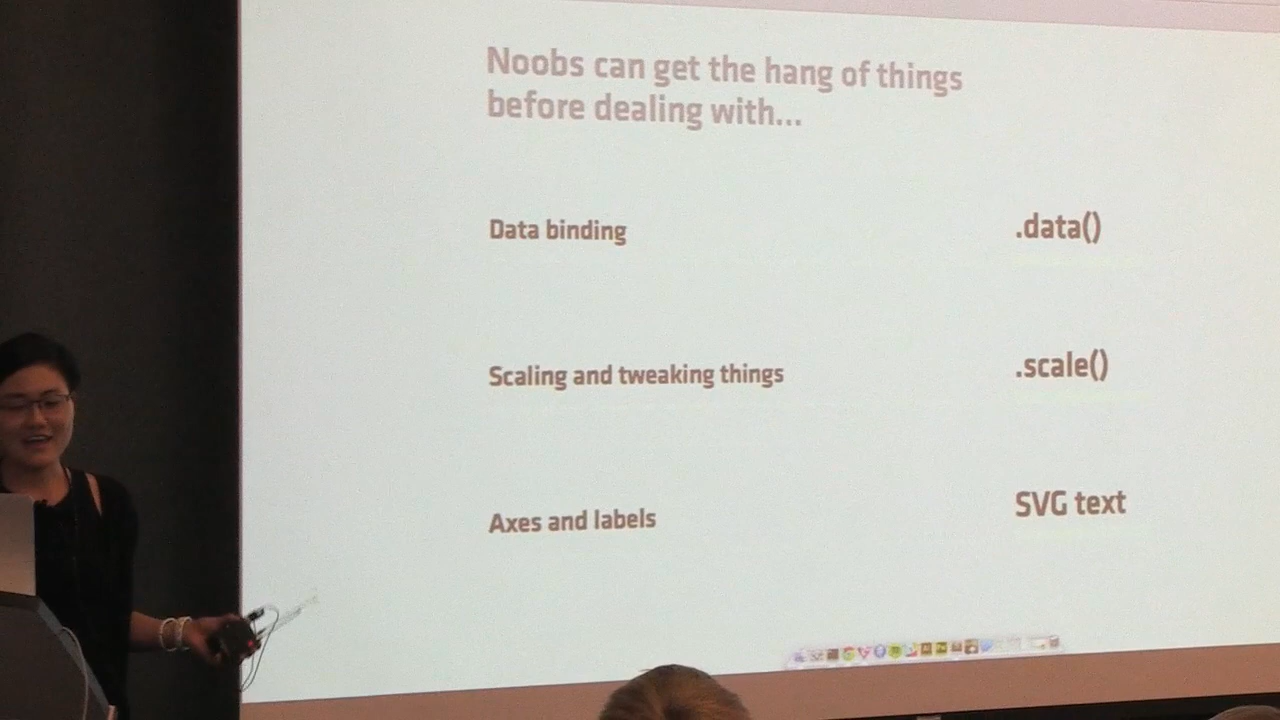 Noobs can get the hang of things
before dealing with...
Data binding
.data()
Scaling and tweaking things
.scale()
Axes and labels
SVG text